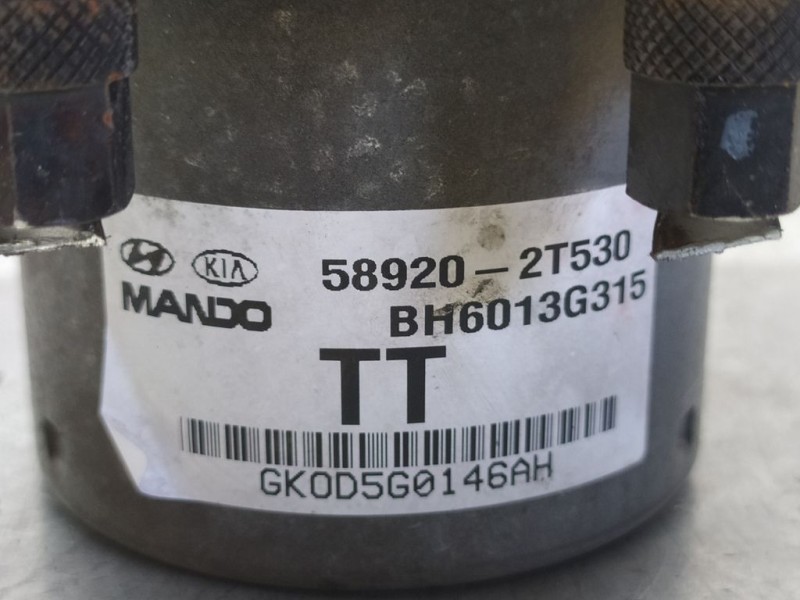 KIA 58920-2T530
MANDO BH6013G315
TT
GK0D5G0146AH